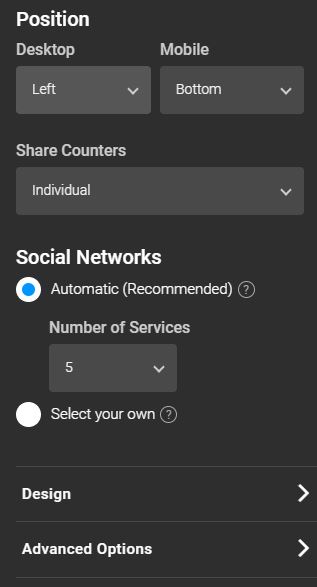 Position
Desktop Mobile
Left Bottom
Share Counters
Individual
Social Networks
Automatic (Recommended) ?
Number of Services
5
Select your own ?
Design
Advanced Options